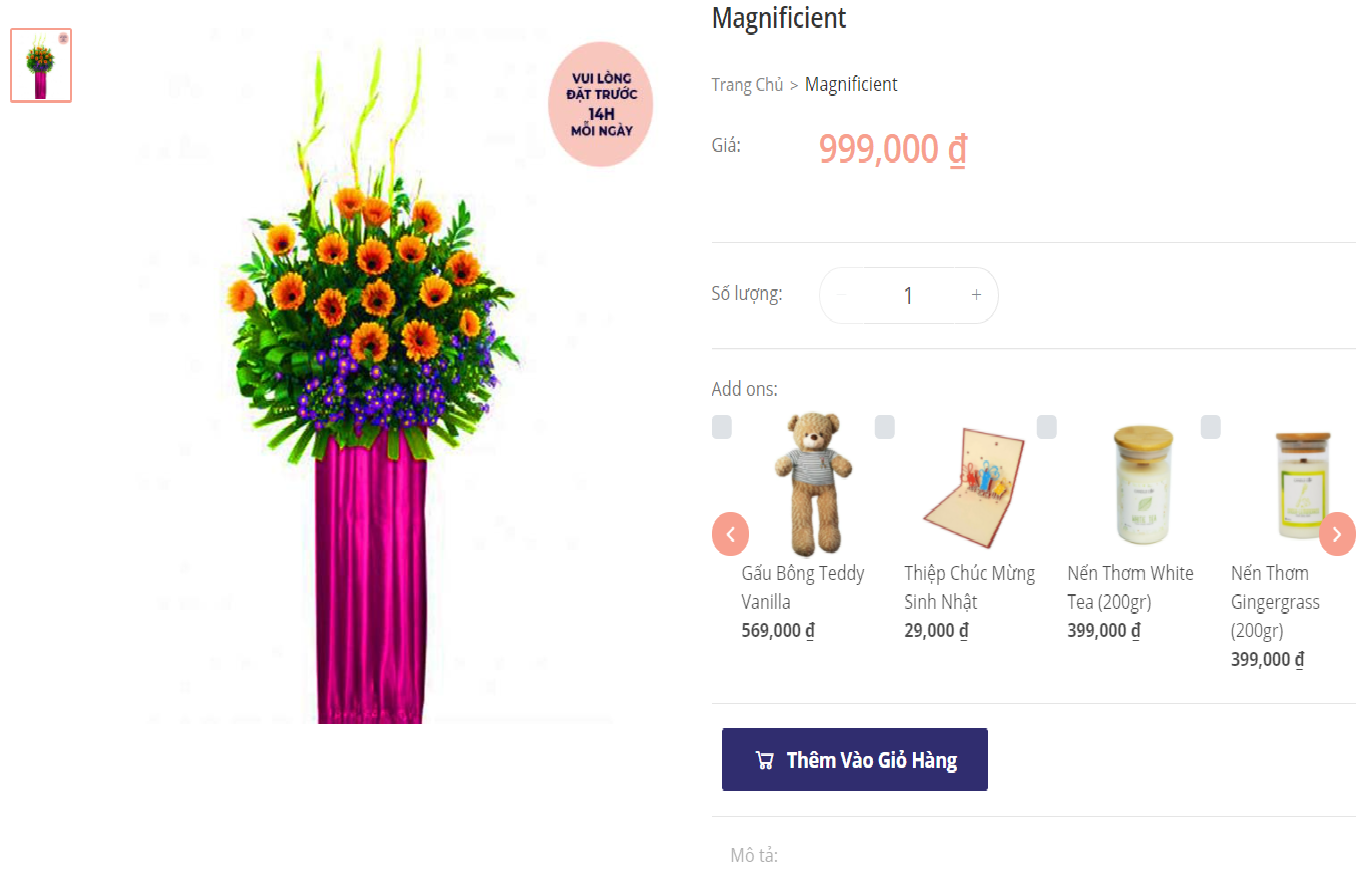 Magnificient
VUI LÒNG
ĐẶT TRƯỚC
14H
MỖI NGÀY
Trang Chủ > Magnificient
Giá: 999,000 ₫
Số lượng: − 1 +
Add ons:
Gấu Bông Teddy
Vanilla
569,000 ₫
Thiệp Chúc Mừng
Sinh Nhật
29,000 ₫
Nến Thơm White
Tea (200gr)
399,000 ₫
Nến Thơm
Gingergrass
(200gr)
399,000 ₫
Thêm Vào Giỏ Hàng
Mô tả: